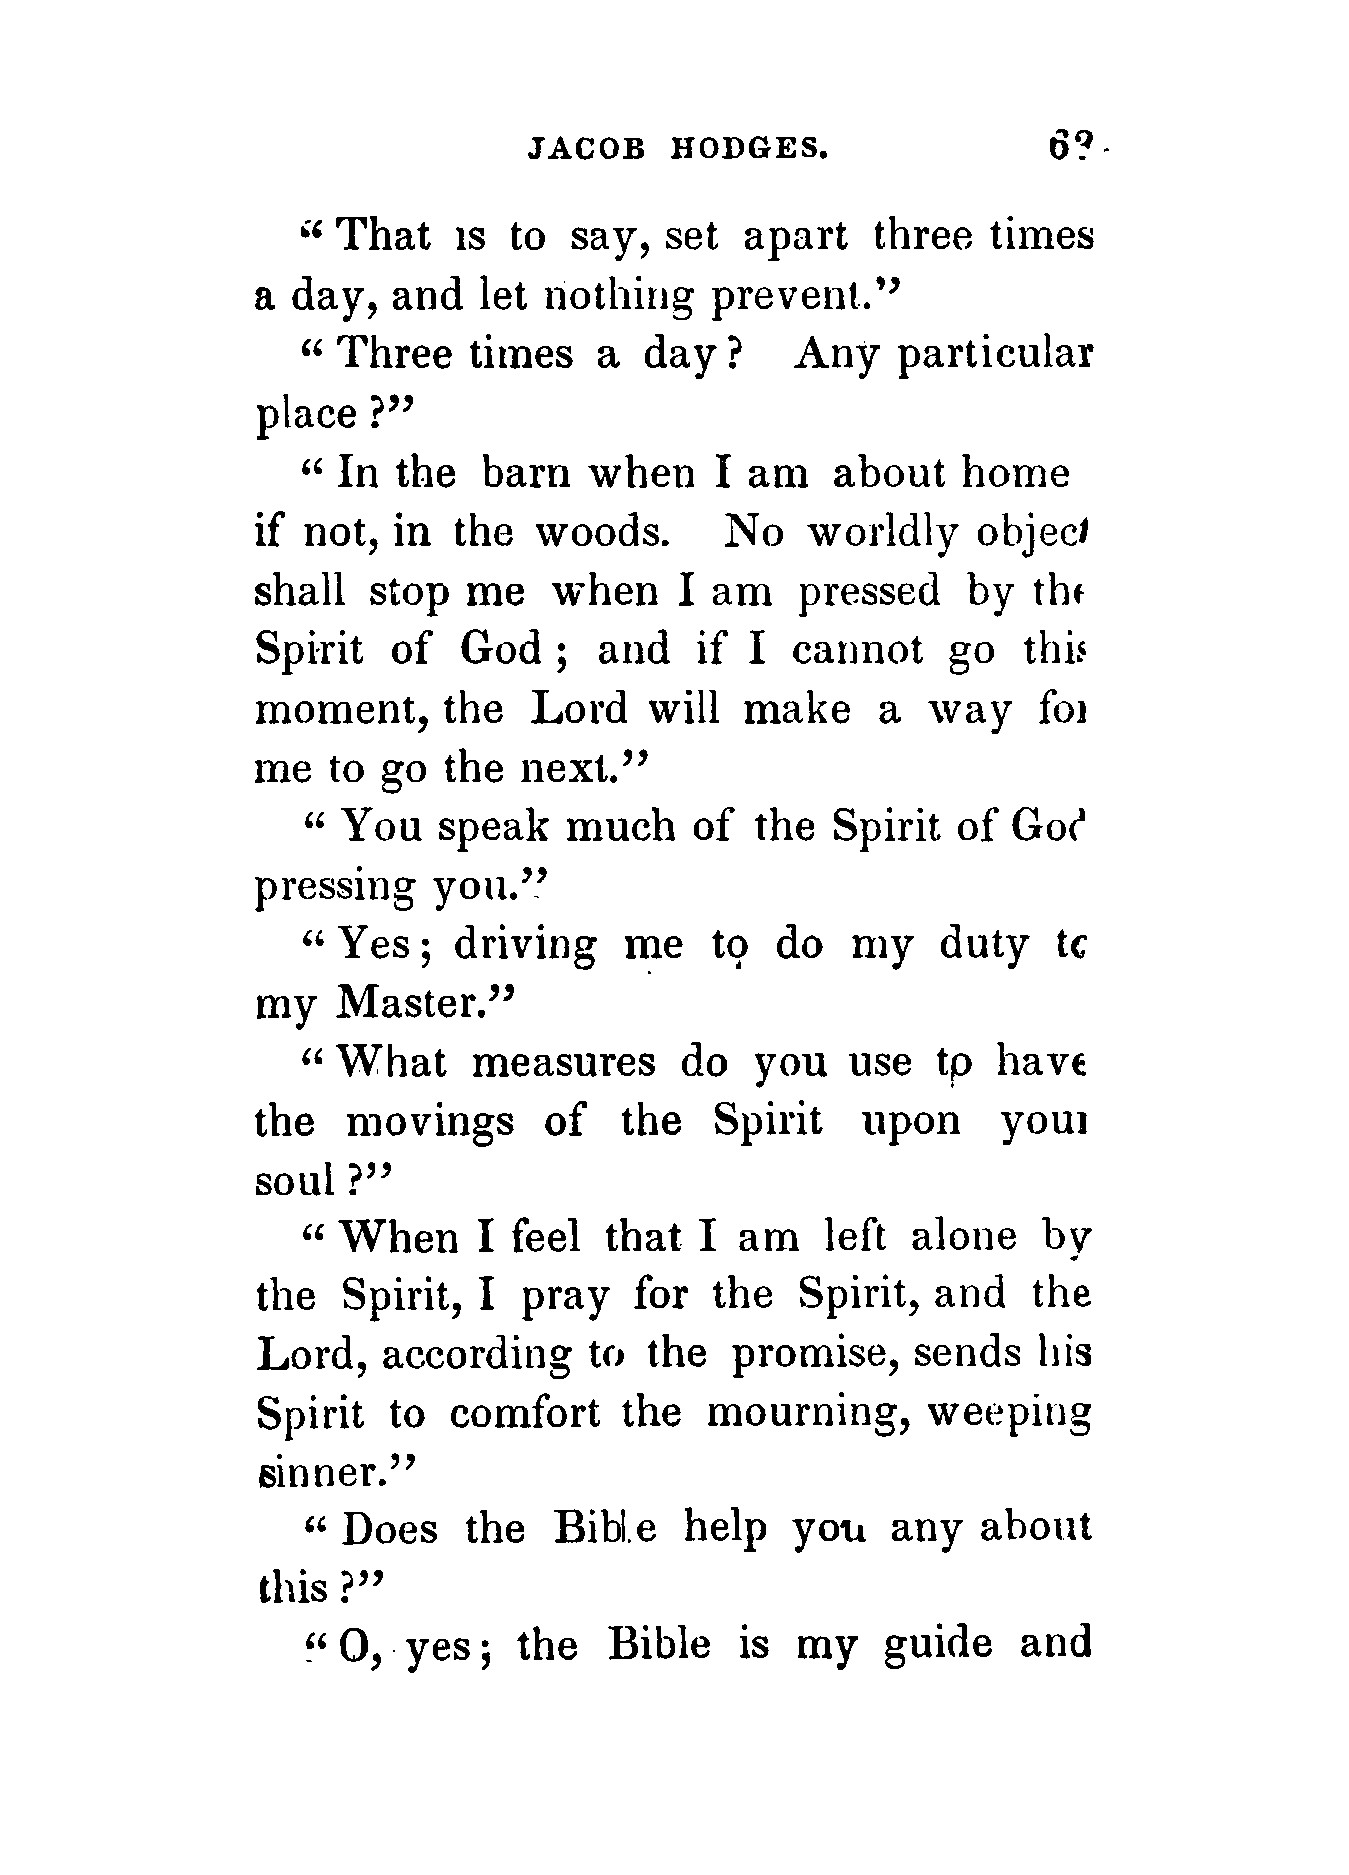 JACOB HODGES.
“ That is to say, set apart three times
a day, and let nothing prevent.”
“ Three times a day ? Any particular
place ?”
“ In the barn when I am about home
if not, in the woods. No worldly object
shall stop me when I am pressed by the
Spirit of God ; and if I cannot go this
moment, the Lord will make a way for
me to go the next.”
“ You speak much of the Spirit of God
pressing you.”
“ Yes ; driving me to do my duty to
my Master.”
“ What measures do you use to have
the movings of the Spirit upon your
soul ?”
“ When I feel that I am left alone by
the Spirit, I pray for the Spirit, and the
Lord, according to the promise, sends his
Spirit to comfort the mourning, weeping
sinner.”
“ Does the Bible help you any about
this ?”
“ O, yes ; the Bible is my guide and